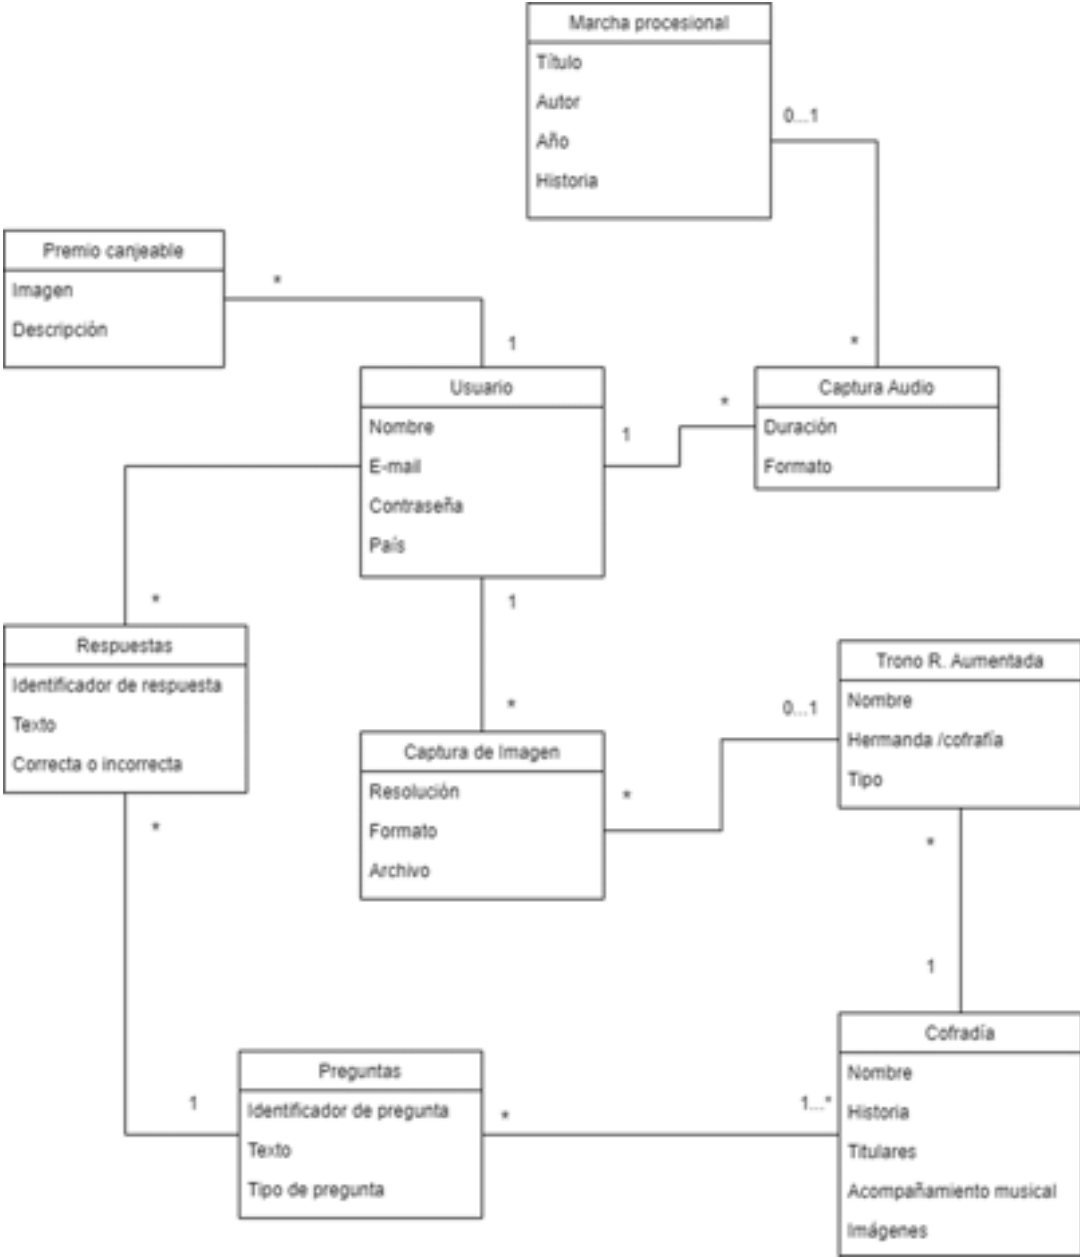 Marcha procesional
Título
Autor
Año
Historia
0...1
*
Premio canjeable
Imagen
Descripción
*
1
Usuario
Nombre
E-mail
Contraseña
País
1
*
Captura Audio
Duración
Formato
*
1
*
Respuestas
Identificador de respuesta
Texto
Correcta o incorrecta
*
Captura de Imagen
Resolución
Formato
Archivo
*
0...1
Trono R. Aumentada
Nombre
Hermanda /cofrafía
Tipo
*
1
Preguntas
Identificador de pregunta
Texto
Tipo de pregunta
1
*
1...*
Cofradía
Nombre
Historia
Titulares
Acompañamiento musical
Imágenes